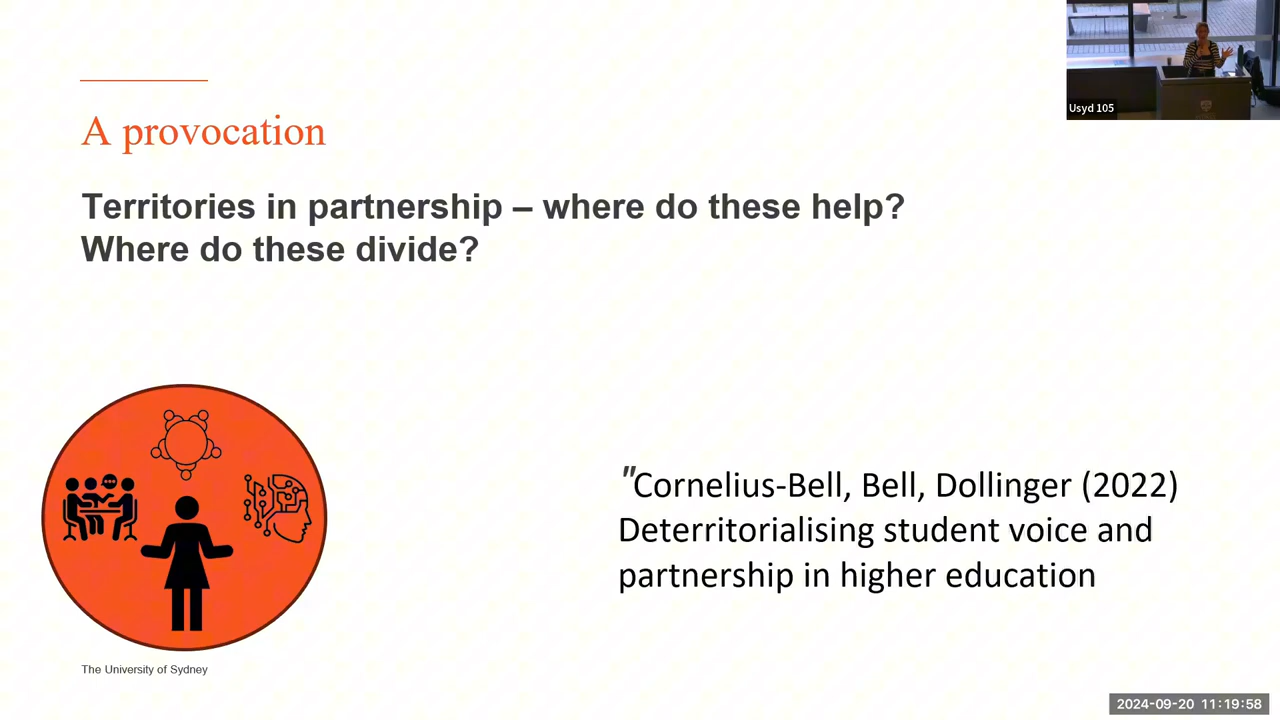 Usyd 105
A provocation
Territories in partnership – where do these help?
Where do these divide?
"Cornelius-Bell, Bell, Dollinger (2022)
Deterritorialising student voice and
partnership in higher education
The University of Sydney
2024-09-20 11:19:58